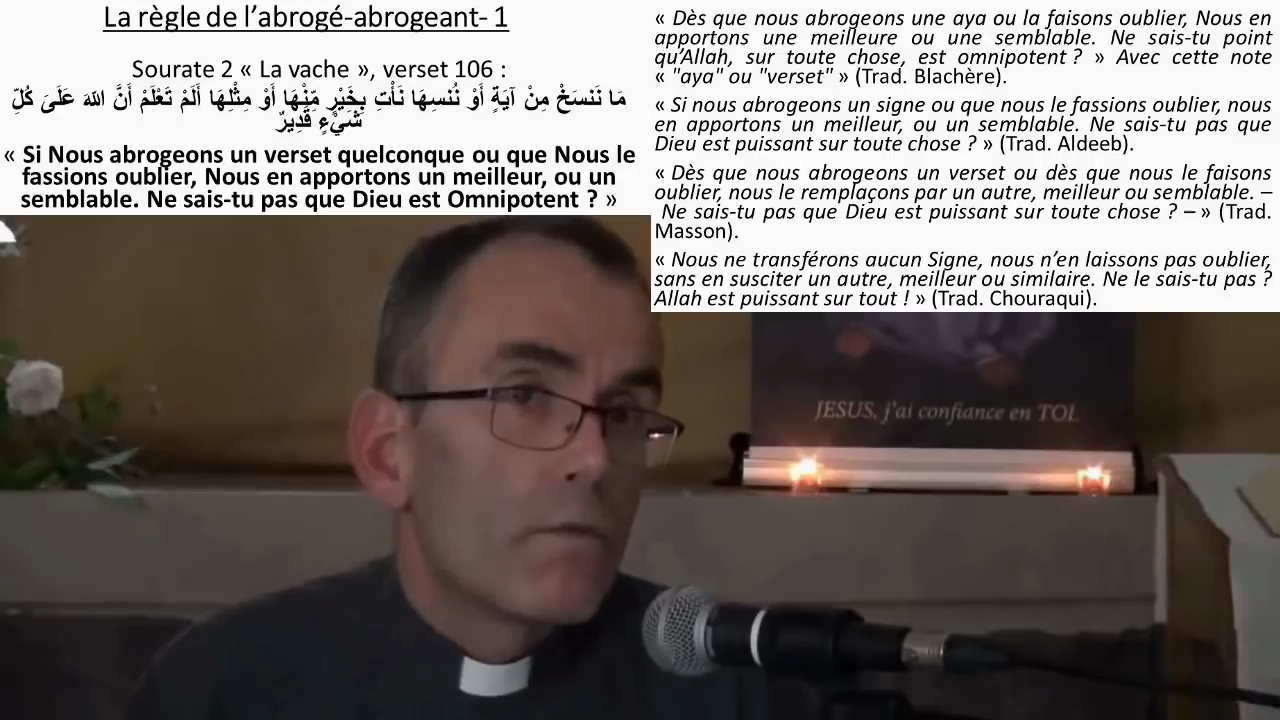 La règle de l’abrogé-abrogeant- 1
Sourate 2 « La vache », verset 106 :
مَا نَنسَخْ مِنْ آيَةٍ أَوْ نُنسِهَا نَأْتِ بِخَيْرٍ مِّنْهَا أَوْ مِثْلِهَا أَلَمْ تَعْلَمْ أَنَّ اللهَ عَلَىَ كُلِّ
شَيْءٍ قَدِيرٌ
« Si Nous abrogeons un verset quelconque ou que Nous le
fassions oublier, Nous en apportons un meilleur, ou un
semblable. Ne sais-tu pas que Dieu est Omnipotent ? »
« Dès que nous abrogeons une aya ou la faisons oublier, Nous en
apportons une meilleure ou une semblable. Ne sais-tu point
qu’Allah, sur toute chose, est omnipotent ? » Avec cette note
« "aya" ou "verset" » (Trad. Blachère).
« Si nous abrogeons un signe ou que nous le fassions oublier, nous
en apportons un meilleur, ou un semblable. Ne sais-tu pas que
Dieu est puissant sur toute chose ? » (Trad. Aldeeb).
« Dès que nous abrogeons un verset ou dès que nous le faisons
oublier, nous le remplaçons par un autre, meilleur ou semblable. –
Ne sais-tu pas que Dieu est puissant sur toute chose ? – » (Trad.
Masson).
« Nous ne transférons aucun Signe, nous n’en laissons pas oublier,
sans en susciter un autre, meilleur ou similaire. Ne le sais-tu pas ?
Allah est puissant sur tout ! » (Trad. Chouraqui).
JESUS, j'ai confiance en TOI.